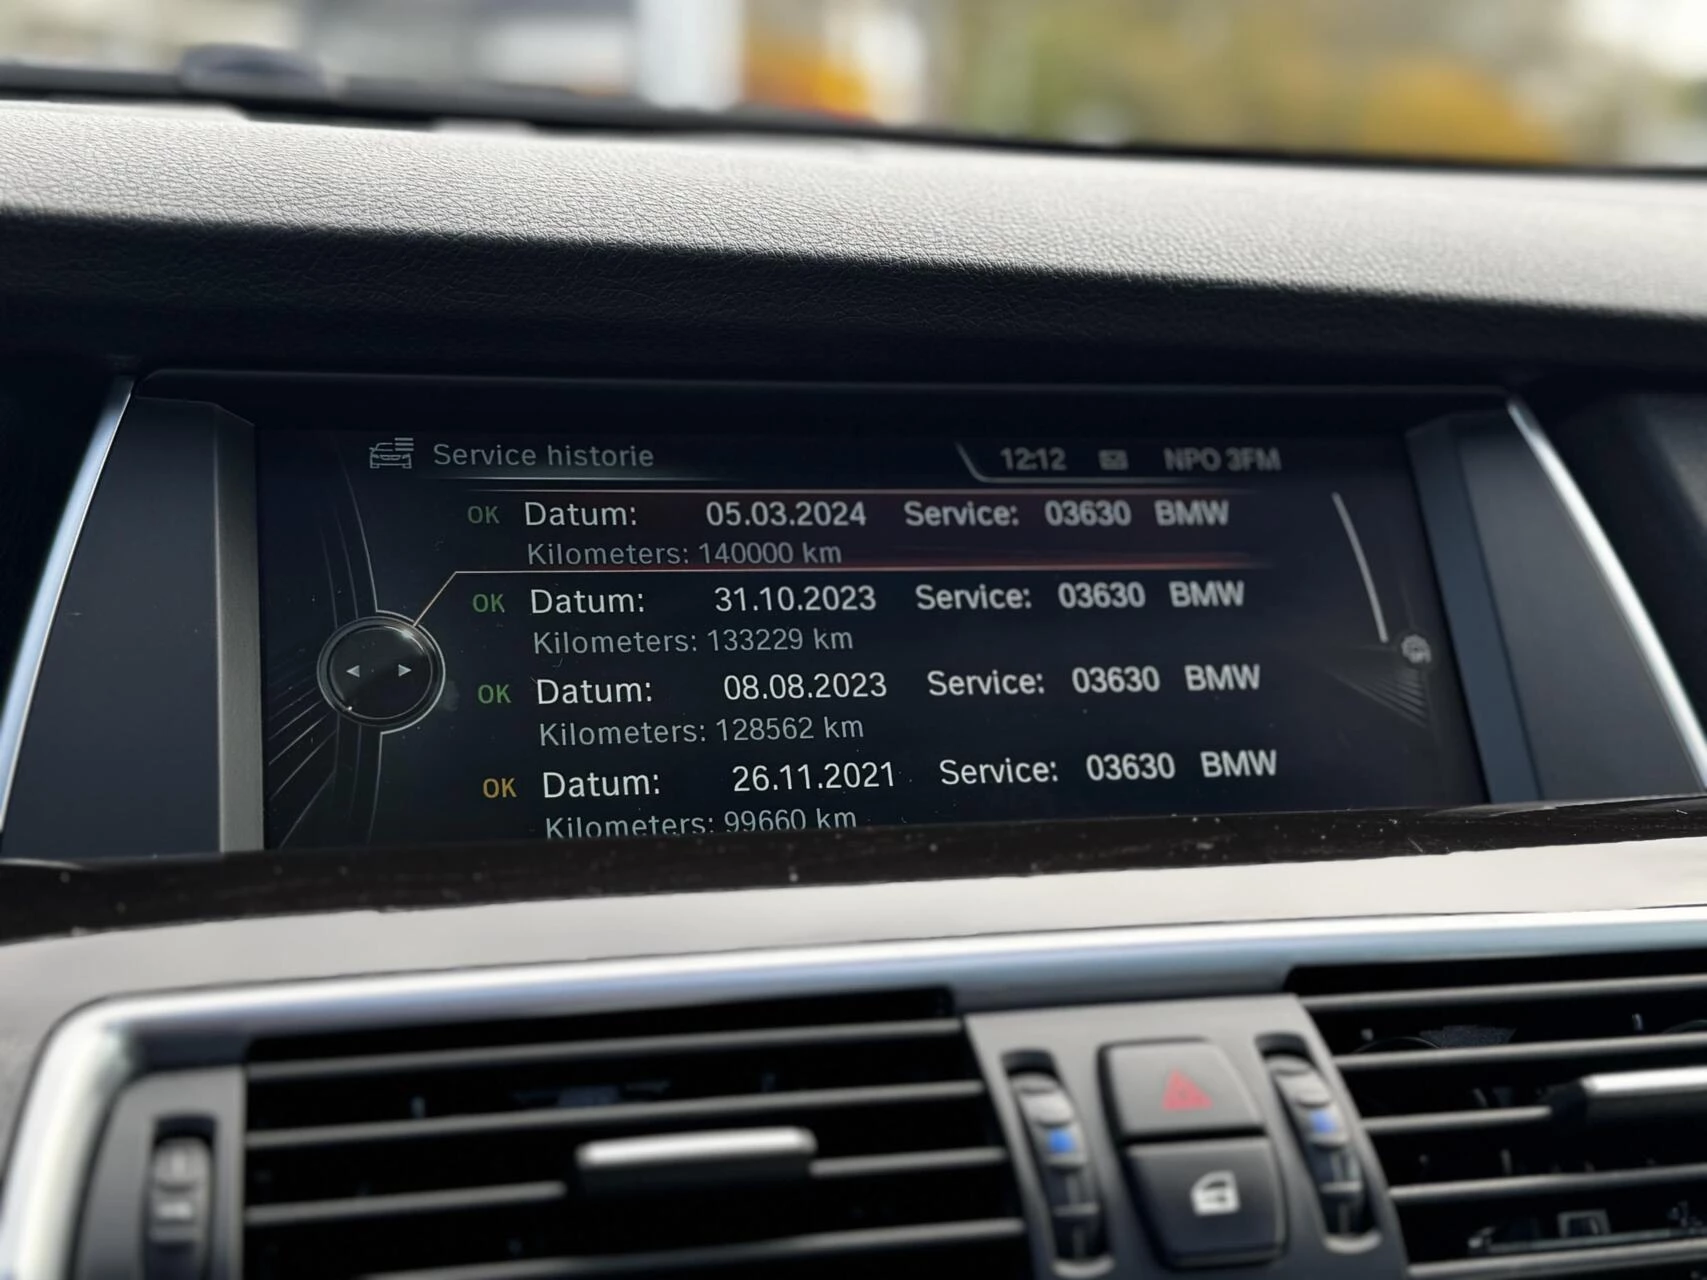 Service historie 12:12 NPO 3FM
OK Datum: 05.03.2024 Service: 03630 BMW
Kilometers: 140000 km
OK Datum: 31.10.2023 Service: 03630 BMW
Kilometers: 133229 km
OK Datum: 08.08.2023 Service: 03630 BMW
Kilometers: 128562 km
OK Datum: 26.11.2021 Service: 03630 BMW
Kilometers: 99660 km